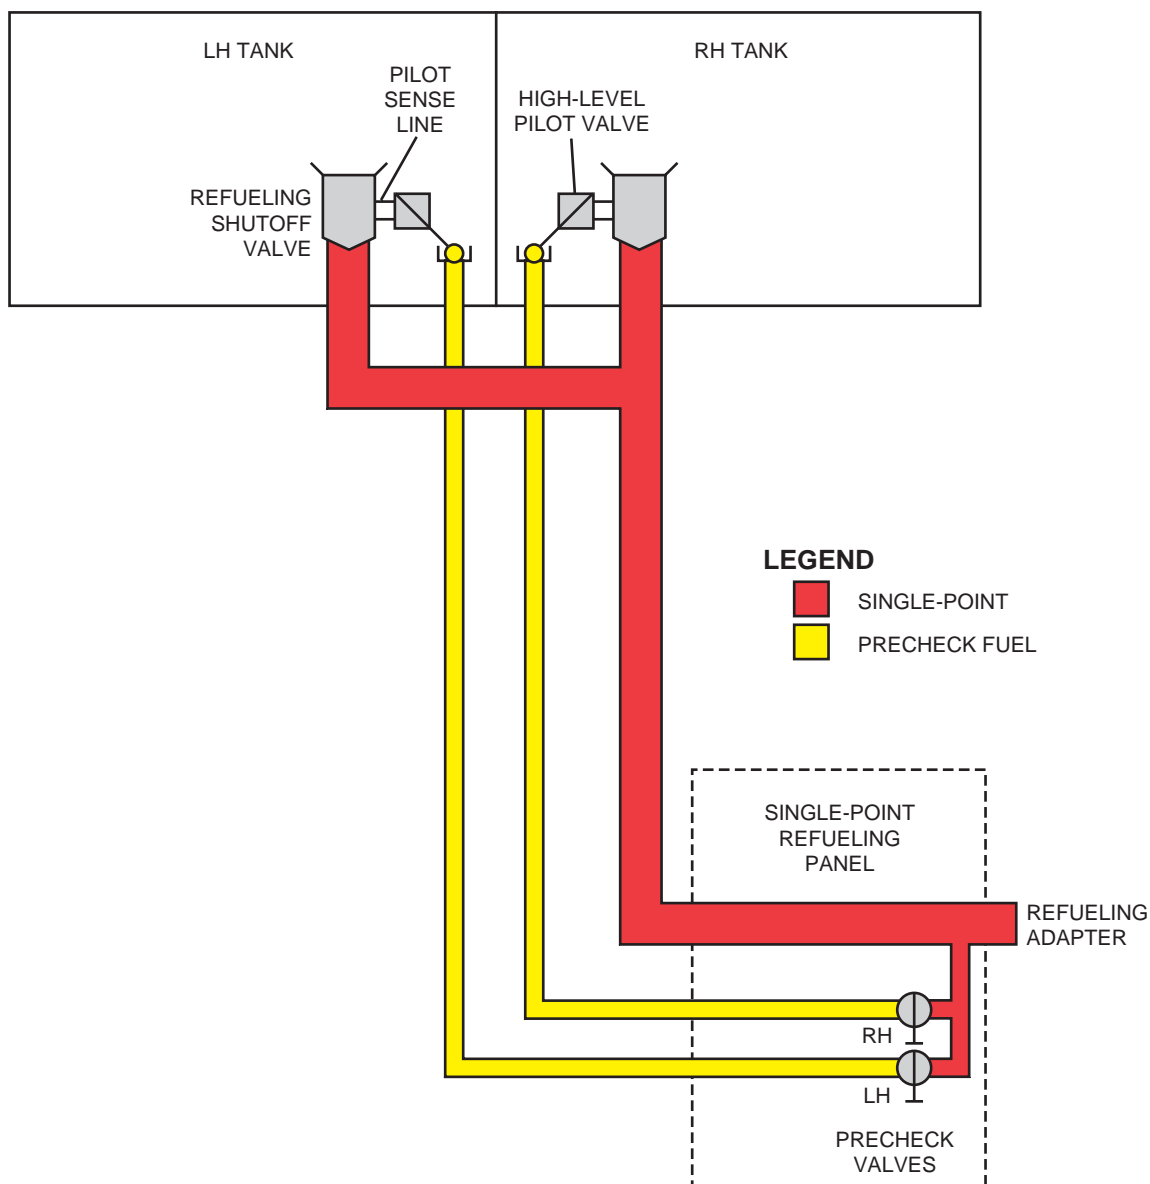 LH TANK
RH TANK
PILOT
SENSE
LINE
HIGH-LEVEL
PILOT VALVE
REFUELING
SHUTOFF
VALVE
LEGEND
SINGLE-POINT
PRECHECK FUEL
SINGLE-POINT
REFUELING
PANEL
REFUELING
ADAPTER
RH
LH
PRECHECK
VALVES